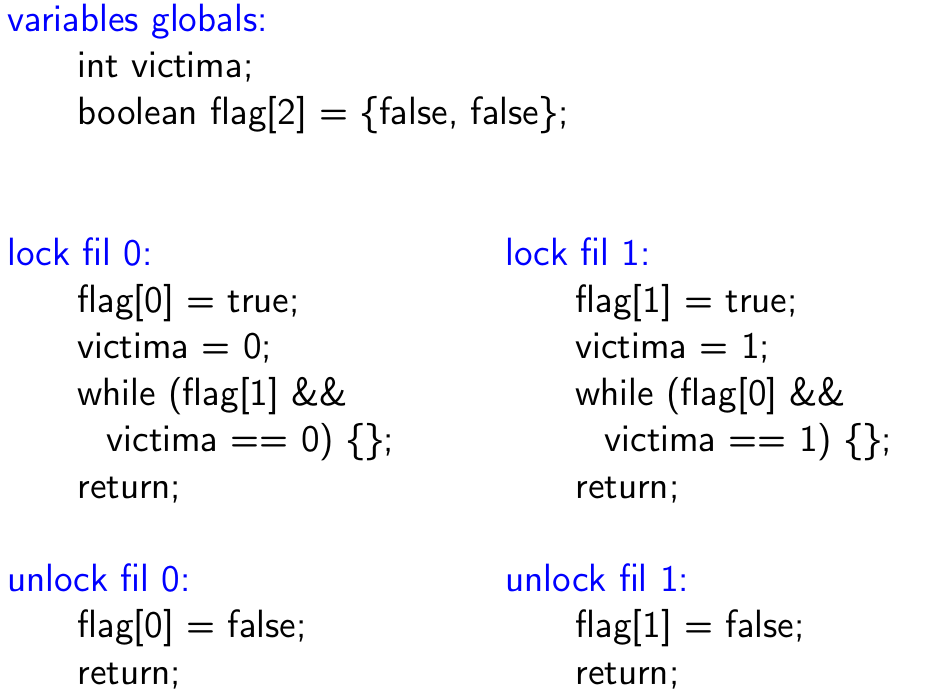 variables globals:
int victima;
boolean flag[2] = {false, false};
lock fil 0:
flag[0] = true;
victima = 0;
while (flag[1] &&
victima == 0) {};
return;
unlock fil 0:
flag[0] = false;
return;
lock fil 1:
flag[1] = true;
victima = 1;
while (flag[0] &&
victima == 1) {};
return;
unlock fil 1:
flag[1] = false;
return;